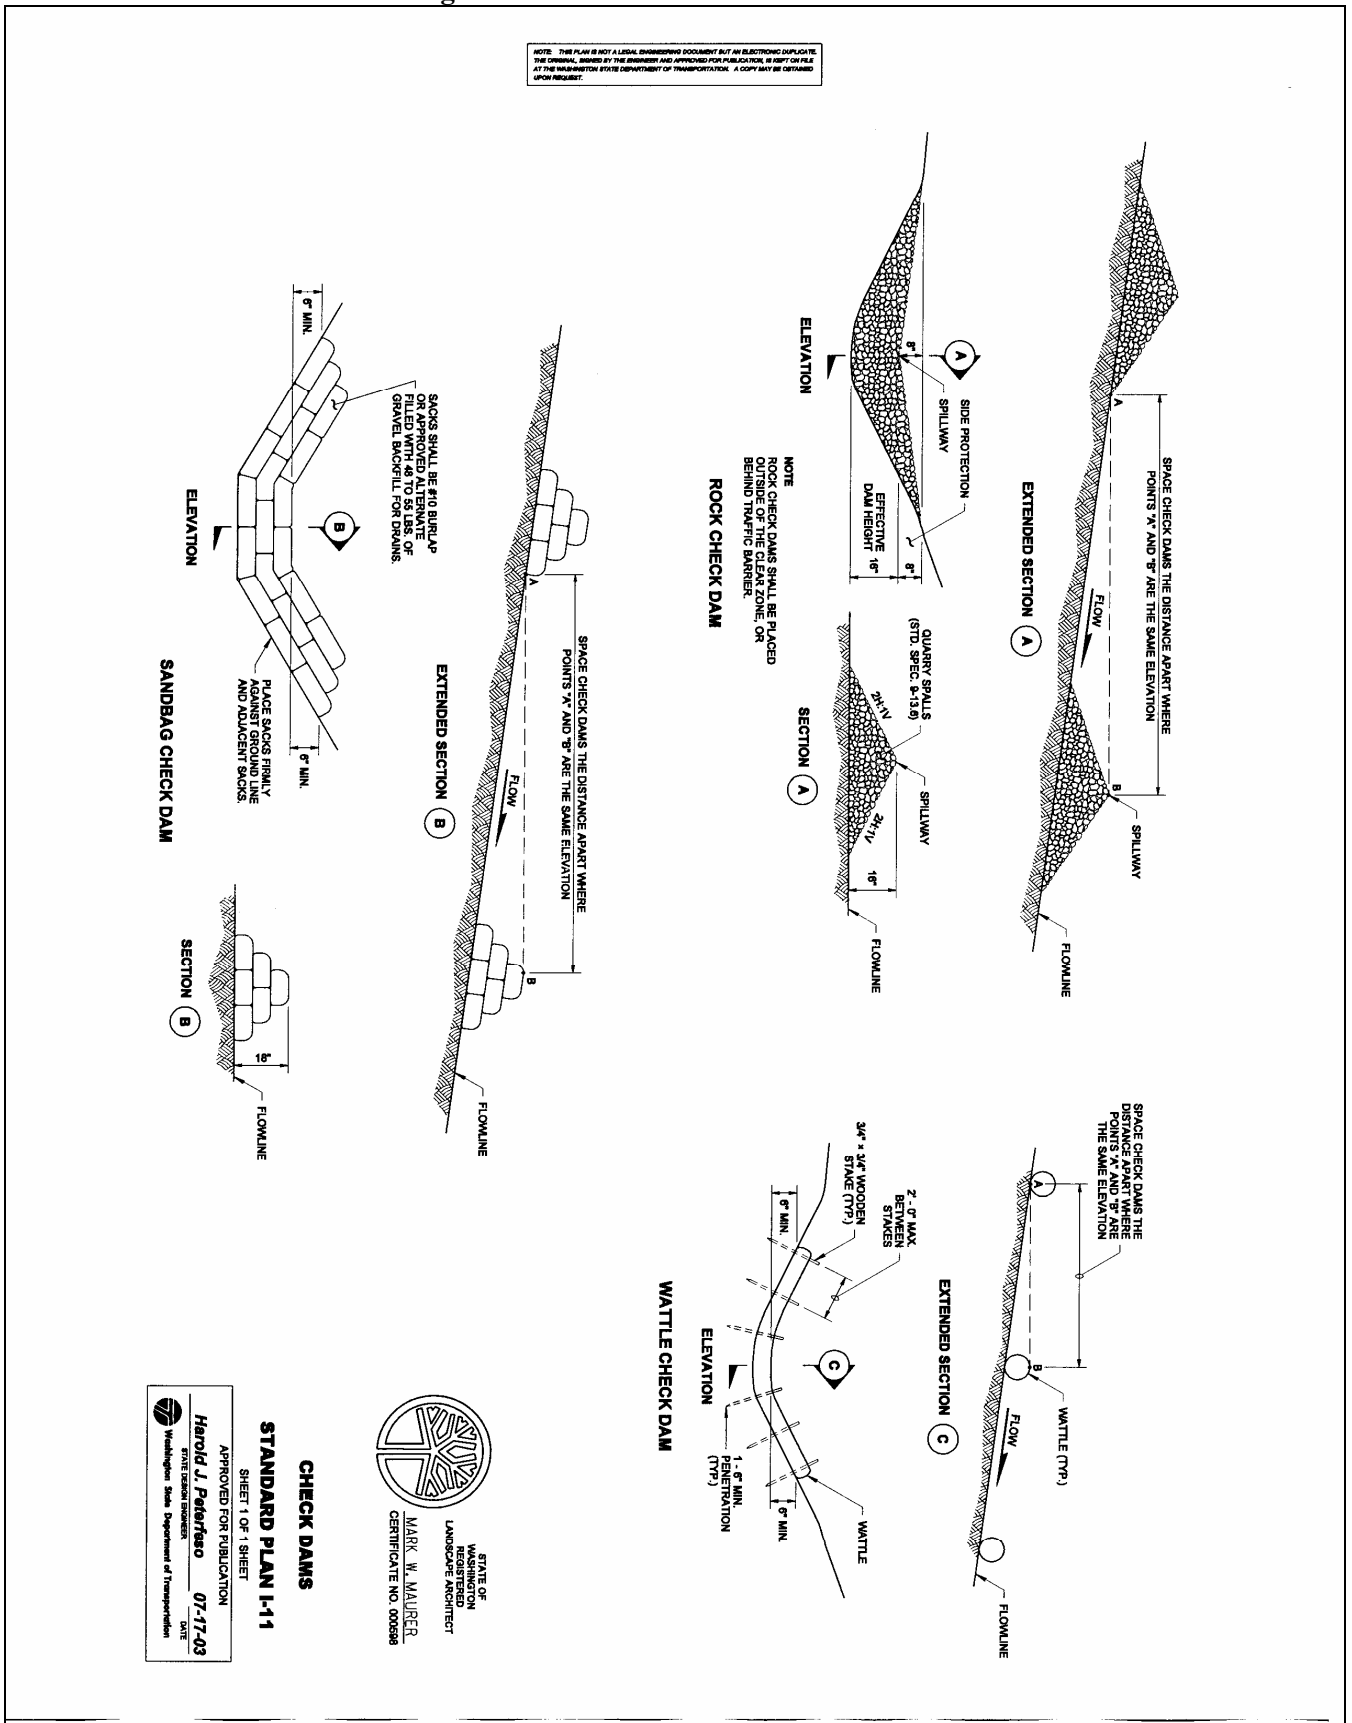 NOTE: THIS PLAN IS NOT A LEGAL ENGINEERING DOCUMENT BUT AN ELECTRONIC DUPLICATE.
THE ORIGINAL, SIGNED BY THE ENGINEER AND APPROVED FOR PUBLICATION, IS KEPT ON FILE
AT THE WASHINGTON STATE DEPARTMENT OF TRANSPORTATION. A COPY MAY BE OBTAINED
UPON REQUEST.
SPACE CHECK DAMS THE DISTANCE APART WHERE
POINTS "A" AND "B" ARE THE SAME ELEVATION
A
B
SPILLWAY
FLOW
FLOWLINE
EXTENDED SECTION A
A
8"
SPILLWAY
SIDE PROTECTION
EFFECTIVE
DAM HEIGHT
16"
8"
ELEVATION
NOTE
ROCK CHECK DAMS SHALL BE PLACED
OUTSIDE OF THE CLEAR ZONE, OR
BEHIND TRAFFIC BARRIER.
QUARRY SPALLS
(STD. SPEC. 9-13.6)
2H:1V
SPILLWAY
2H:1V
16"
FLOWLINE
SECTION A
ROCK CHECK DAM
SPACE CHECK DAMS THE
DISTANCE APART WHERE
POINTS "A" AND "B" ARE
THE SAME ELEVATION
A
B
WATTLE (TYP.)
FLOW
FLOWLINE
EXTENDED SECTION C
2' - 0" MAX.
BETWEEN
STAKES
3/4" × 3/4" WOODEN
STAKE (TYP.)
6" MIN.
C
WATTLE
6" MIN.
1 - 6" MIN.
PENETRATION
(TYP.)
ELEVATION
WATTLE CHECK DAM
SPACE CHECK DAMS THE DISTANCE APART WHERE
POINTS "A" AND "B" ARE THE SAME ELEVATION
A
B
FLOW
FLOWLINE
EXTENDED SECTION B
SACKS SHALL BE #10 BURLAP
OR APPROVED ALTERNATE
FILLED WITH 48 TO 55 LBS. OF
GRAVEL BACKFILL FOR DRAINS.
6" MIN.
B
6" MIN.
PLACE SACKS FIRMLY
AGAINST GROUND LINE
AND ADJACENT SACKS.
ELEVATION
18"
FLOWLINE
SECTION B
SANDBAG CHECK DAM
STATE OF
WASHINGTON
REGISTERED
LANDSCAPE ARCHITECT
MARK W. MAURER
CERTIFICATE NO. 000598
CHECK DAMS
STANDARD PLAN I-11
SHEET 1 OF 1 SHEET
APPROVED FOR PUBLICATION
Harold J. Peterfeso 07-17-03
STATE DESIGN ENGINEER DATE
Washington State Department of Transportation